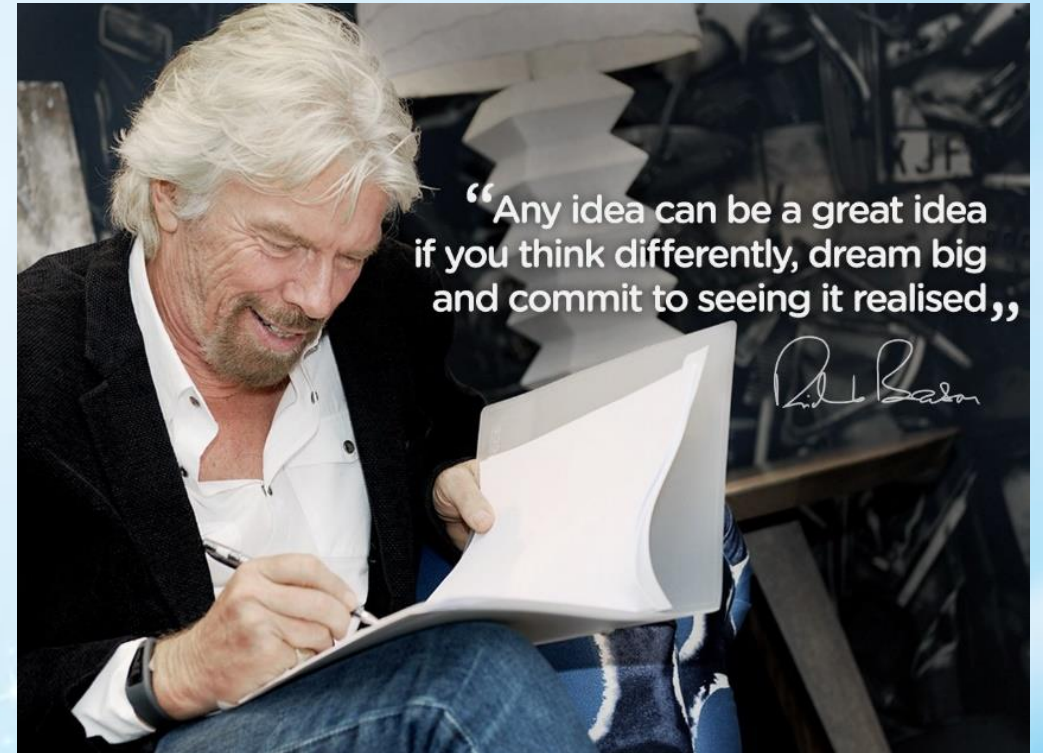 “Any idea can be a great idea
if you think differently, dream big
and commit to seeing it realised„